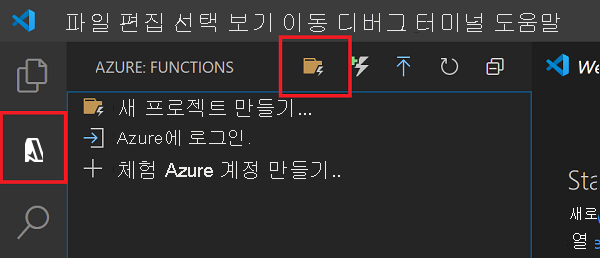 파일 편집 선택 보기 이동 디버그 터미널 도움말
AZURE: FUNCTIONS
새 프로젝트 만들기...
Azure에 로그인.
체험 Azure 계정 만들기..
We
Sta
새로
열 e